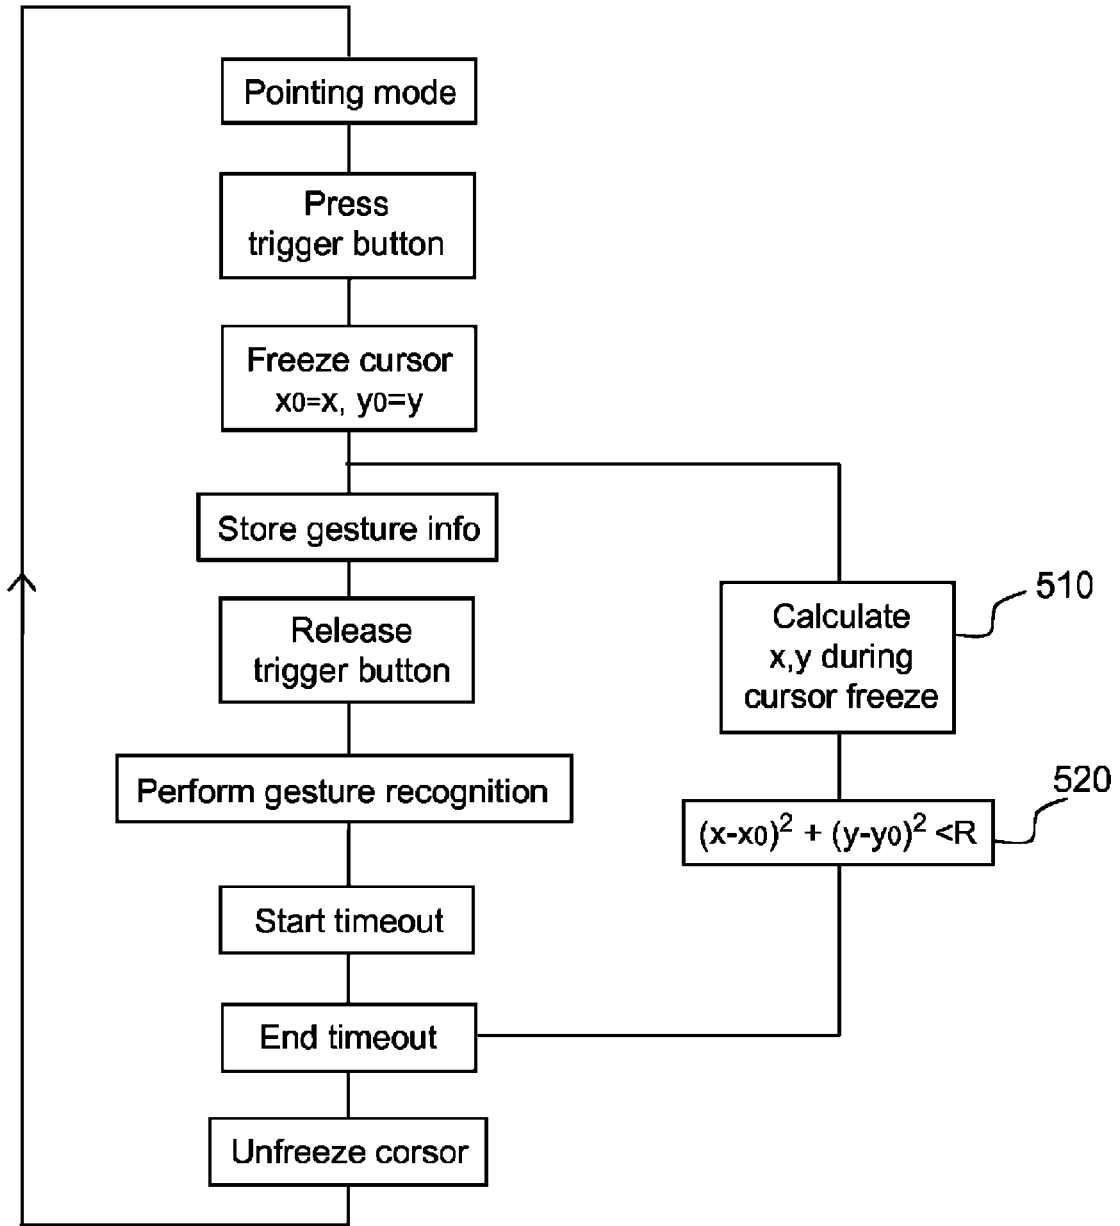 Pointing mode
Press
trigger button
Freeze cursor
x0=x, y0=y
Store gesture info
Release
trigger button
Perform gesture recognition
Start timeout
End timeout
Unfreeze corsor
Calculate
x,y during
cursor freeze
510
(x-x0)² + (y-y0)² <R
520